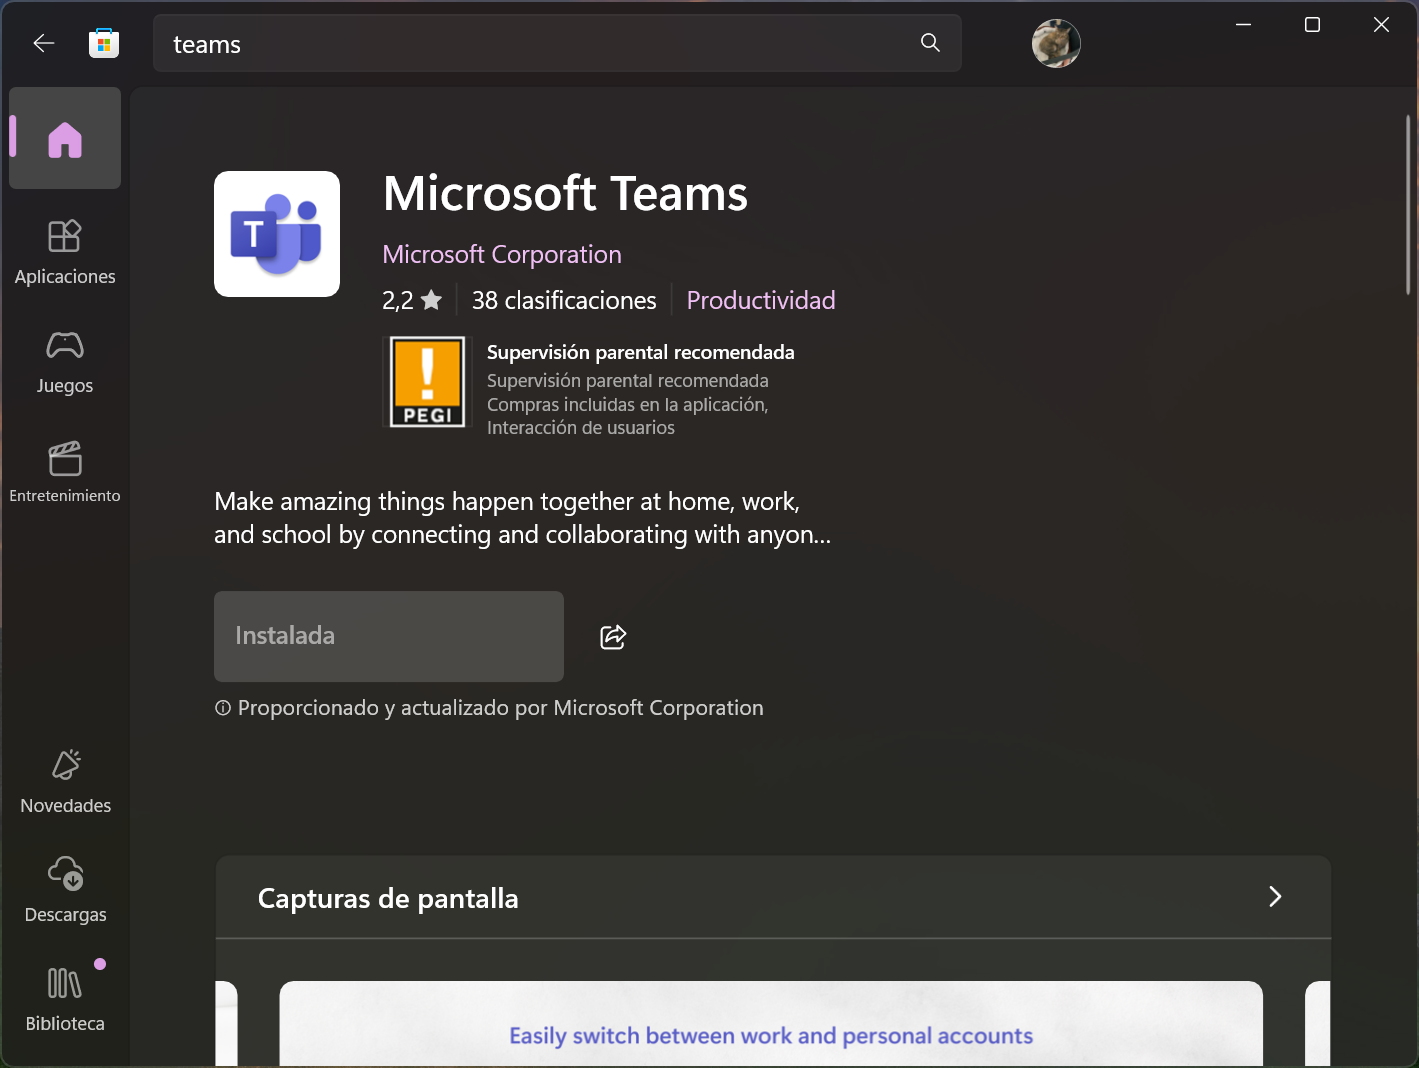 teams
Microsoft Teams
T
Microsoft Corporation
2,2
38 clasificaciones
Productividad
Supervisión parental recomendada
Supervisión parental recomendada
Compras incluidas en la aplicación,
Interacción de usuarios
PEGI
Aplicaciones
Juegos
Entretenimiento
Make amazing things happen together at home, work,
and school by connecting and collaborating with anyon...
Instalada
Proporcionado y actualizado por Microsoft Corporation
Novedades
Descargas
Biblioteca
Capturas de pantalla
Easily switch between work and personal accounts